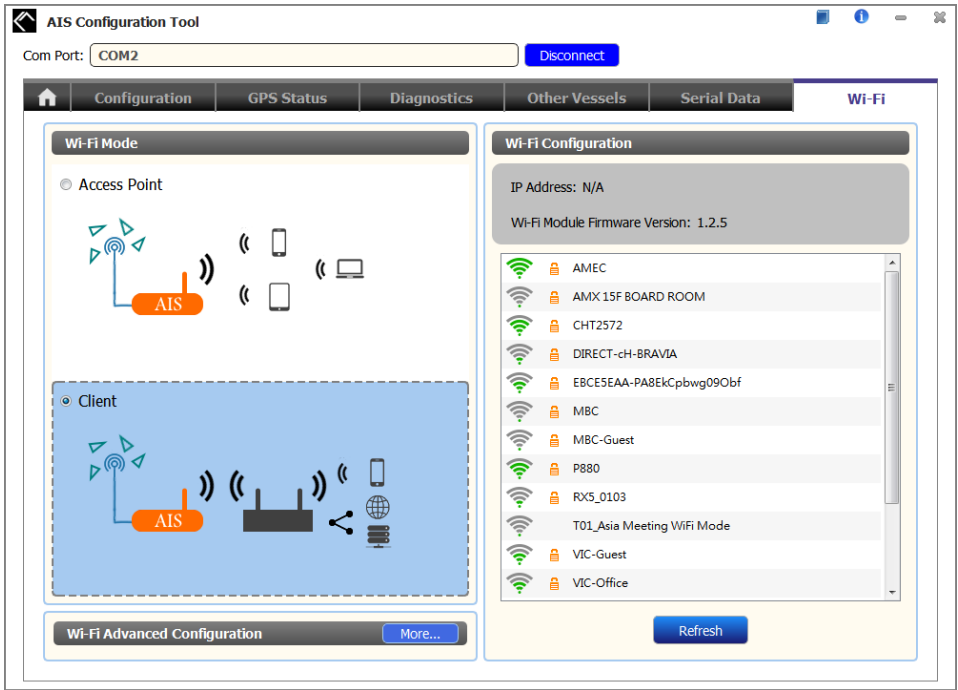 AIS Configuration Tool
Com Port: COM2 Disconnect
Configuration GPS Status Diagnostics Other Vessels Serial Data Wi-Fi
Wi-Fi Mode
Access Point
AIS
Client
AIS
Wi-Fi Advanced Configuration More...
Wi-Fi Configuration
IP Address: N/A
Wi-Fi Module Firmware Version: 1.2.5
AMEC
AMX 15F BOARD ROOM
CHT2572
DIRECT-cH-BRAVIA
EBCE5EAA-PA8EkCpbwg09Obf
MBC
MBC-Guest
P880
RX5_0103
T01_Asia Meeting WiFi Mode
VIC-Guest
VIC-Office
Refresh